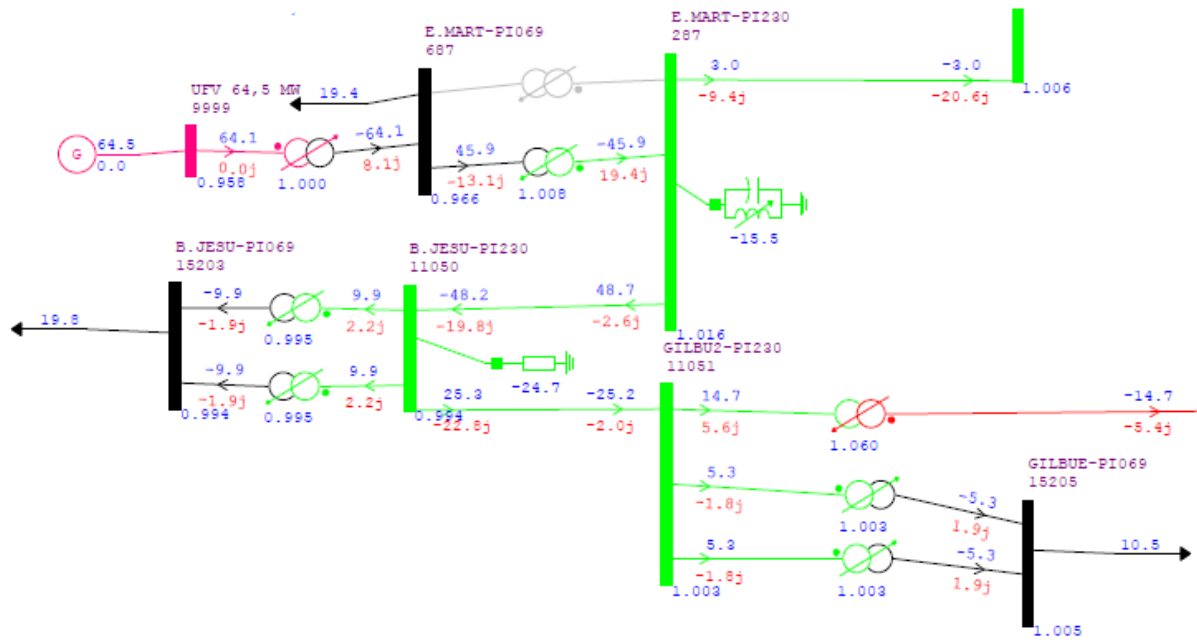 E.MART-PI230
287
E.MART-PI069
687
3.0
-3.0
-9.4j
-20.6j
1.006
UFV 64,5 MW
9999
19.4
G
64.5
0.0
64.1
0.0j
0.958
1.000
-64.1
8.1j
45.9
-13.1j
0.966
1.008
-45.9
19.4j
-15.5
B.JESU-PI069
15203
B.JESU-PI230
11050
-9.9
-1.9j
9.9
2.2j
0.995
-48.2
-19.8j
48.7
-2.6j
1.016
19.8
-9.9
-1.9j
0.994
0.995
9.9
2.2j
0.994
-24.7
25.3
-22.8j
-25.2
-2.0j
GILBU2-PI230
11051
14.7
5.6j
1.060
-14.7
-5.4j
GILBUE-PI069
15205
5.3
-1.8j
1.003
-5.3
1.9j
5.3
-1.8j
1.003
1.003
-5.3
1.9j
10.5
1.005